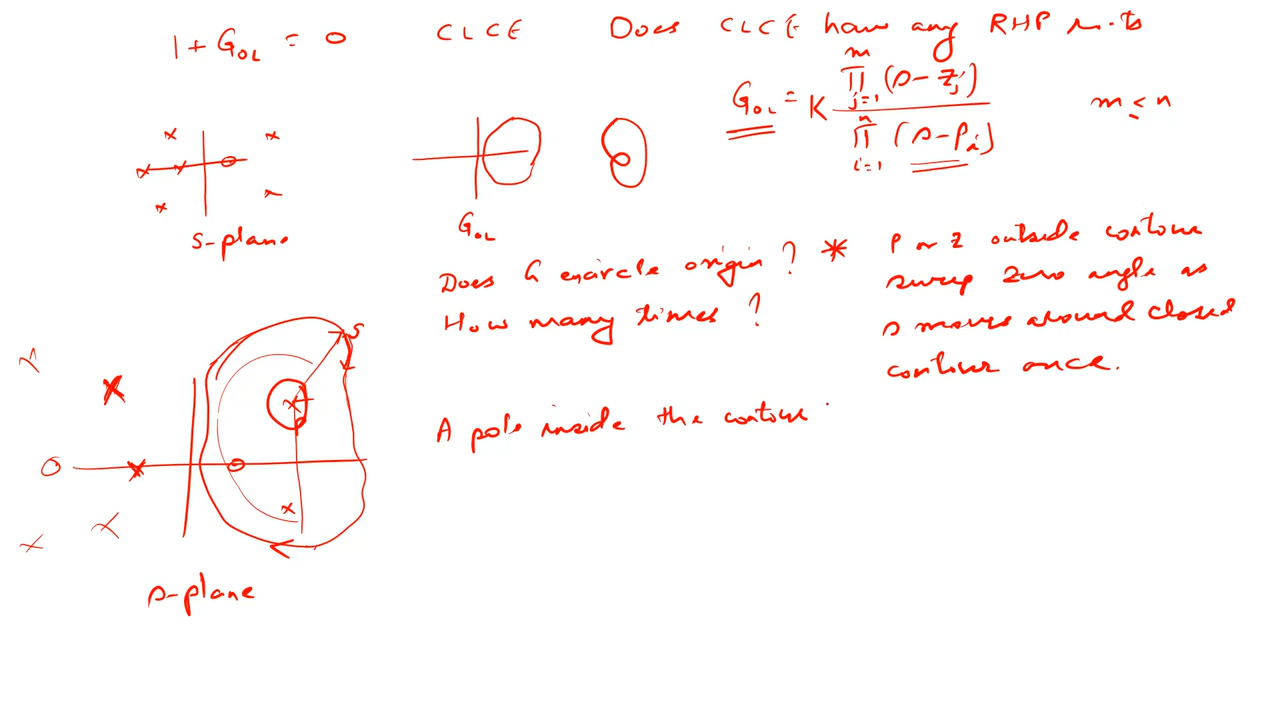 1 + G_OL = 0 CLCE Does CLCE have any RHP roots
G_OL = K ∏_{j=1}^{m} (s - z_j) / ∏_{i=1}^{n} (s - p_i) m ≤ n
s-plane
G_OL
Does G encircle origin ?
How many times ?
* P or Z outside contour
sweep zero angle as
s moves around closed
contour once.
s
A pole inside the contour
s-plane